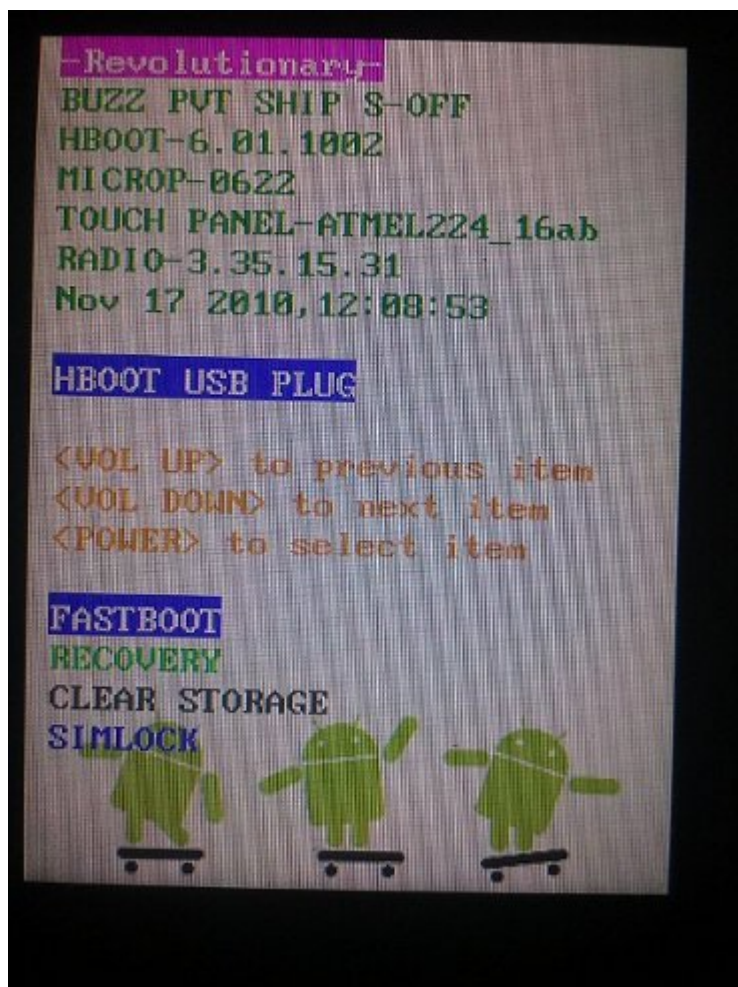 -Revolutionary-
BUZZ PVT SHIP S-OFF
HBOOT-6.01.1002
MICROP-0622
TOUCH PANEL-ATMEL224_16ab
RADIO-3.35.15.31
Nov 17 2010,12:08:53
HBOOT USB PLUG
<VOL UP> to previous item
<VOL DOWN> to next item
<POWER> to select item
FASTBOOT
RECOVERY
CLEAR STORAGE
SIMLOCK